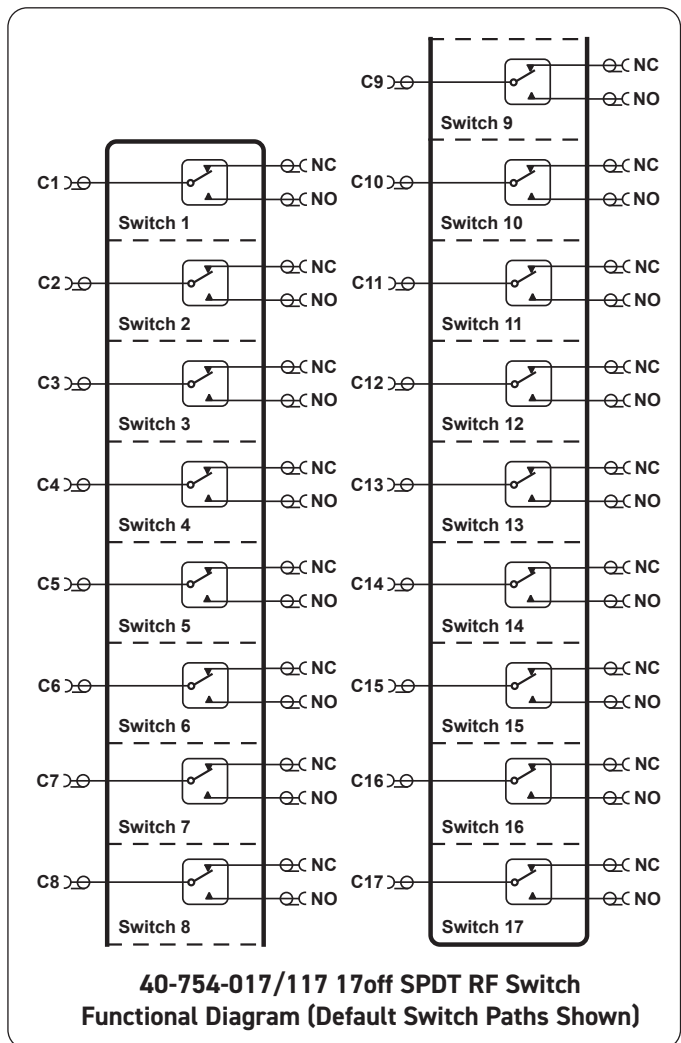 C1 NC
NO
Switch 1
C2 NC
NO
Switch 2
C3 NC
NO
Switch 3
C4 NC
NO
Switch 4
C5 NC
NO
Switch 5
C6 NC
NO
Switch 6
C7 NC
NO
Switch 7
C8 NC
NO
Switch 8
C9 NC
NO
Switch 9
C10 NC
NO
Switch 10
C11 NC
NO
Switch 11
C12 NC
NO
Switch 12
C13 NC
NO
Switch 13
C14 NC
NO
Switch 14
C15 NC
NO
Switch 15
C16 NC
NO
Switch 16
C17 NC
NO
Switch 17
40-754-017/117 17off SPDT RF Switch
Functional Diagram (Default Switch Paths Shown)